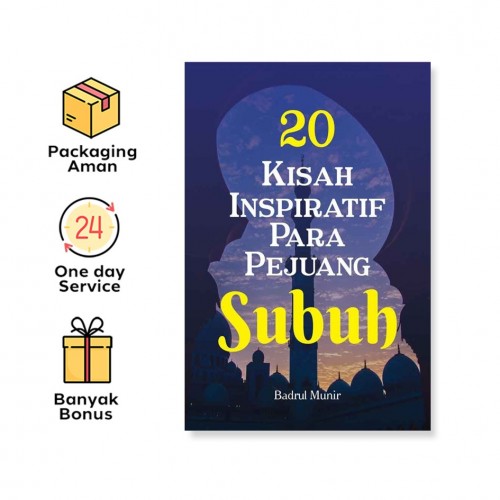 Packaging
Aman
24
One day
Service
Banyak
Bonus
20
KISAH
INSPIRATIF
PARA
PEJUANG
Subuh
Badrul Munir